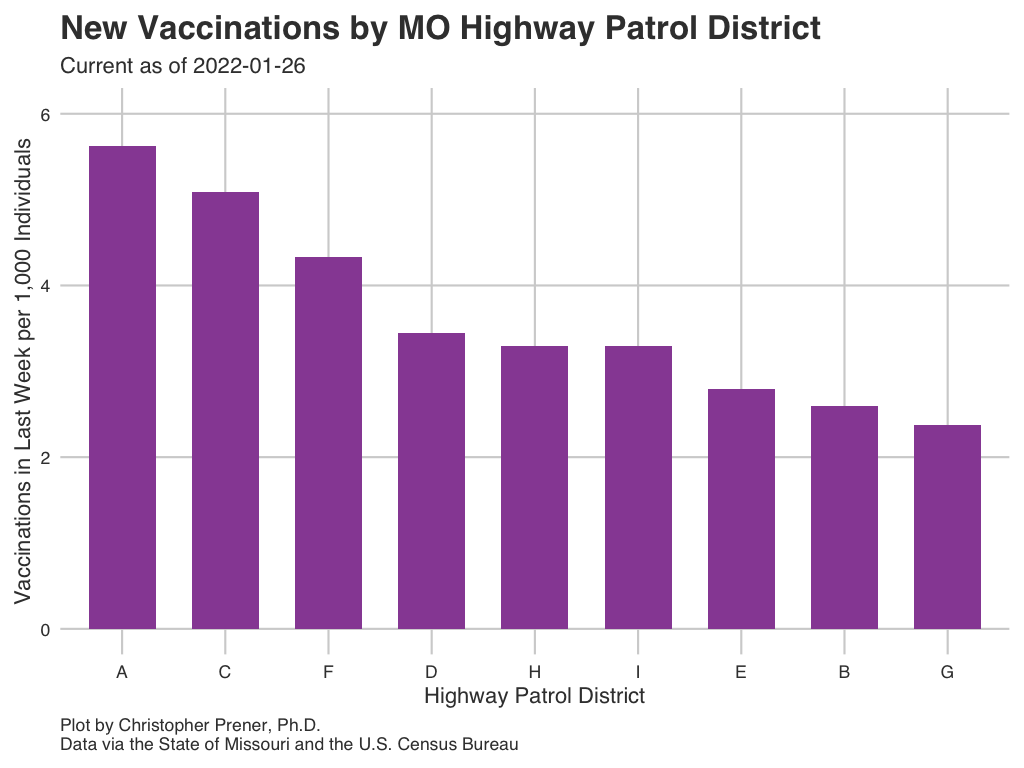 New Vaccinations by MO Highway Patrol District
Current as of 2022-01-26
Vaccinations in Last Week per 1,000 Individuals
6
4
2
0
A C F D H I E B G
Highway Patrol District
Plot by Christopher Prener, Ph.D.
Data via the State of Missouri and the U.S. Census Bureau